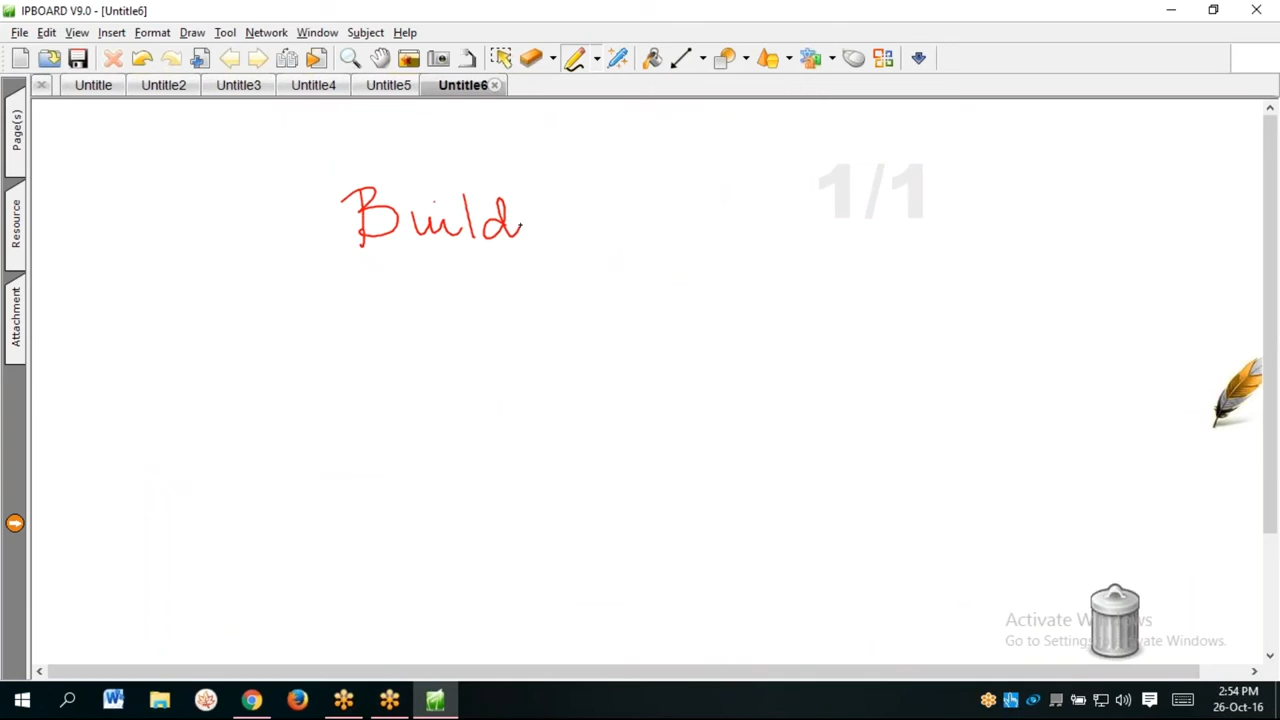 IPBOARD V9.0 - [Untitle6]
File Edit View Insert Format Draw Tool Network Window Subject Help
Untitle Untitle2 Untitle3 Untitle4 Untitle5 Untitle6
Page(s)
Resource
Attachment
1/1
Build
Activate Windows
Go to Settings to activate Windows.
2:54 PM
26-Oct-16